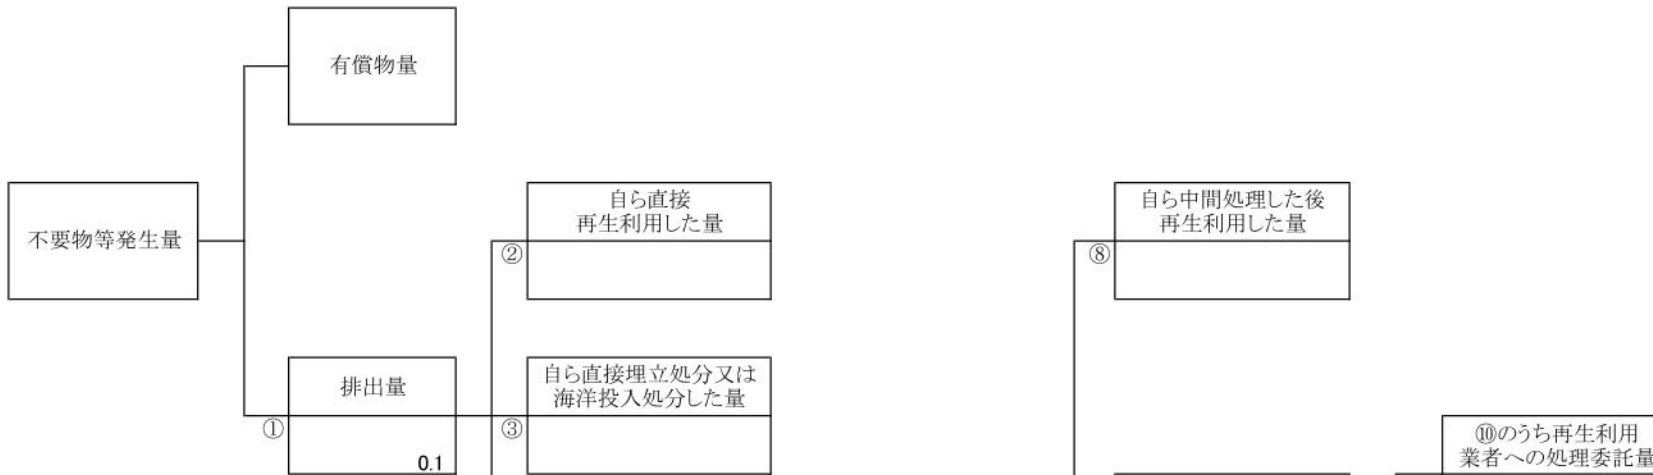 有償物量
不要物等発生量
自ら直接
再生利用した量
②
自ら中間処理した後
再生利用した量
⑧
排出量
①
0.1
自ら直接埋立処分又は
海洋投入処分した量
③
⑩のうち再生利用
業者への処理委託量